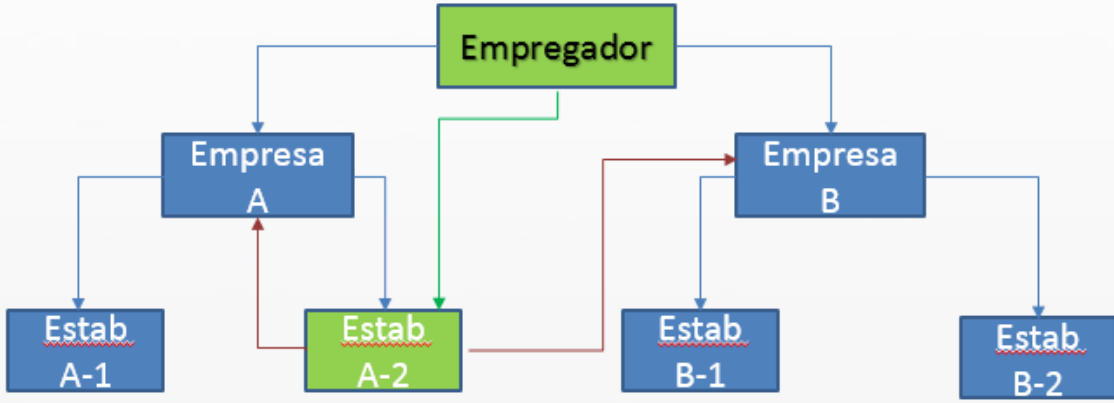 Empregador
Empresa
A
Empresa
B
Estab
A-1
Estab
A-2
Estab
B-1
Estab
B-2